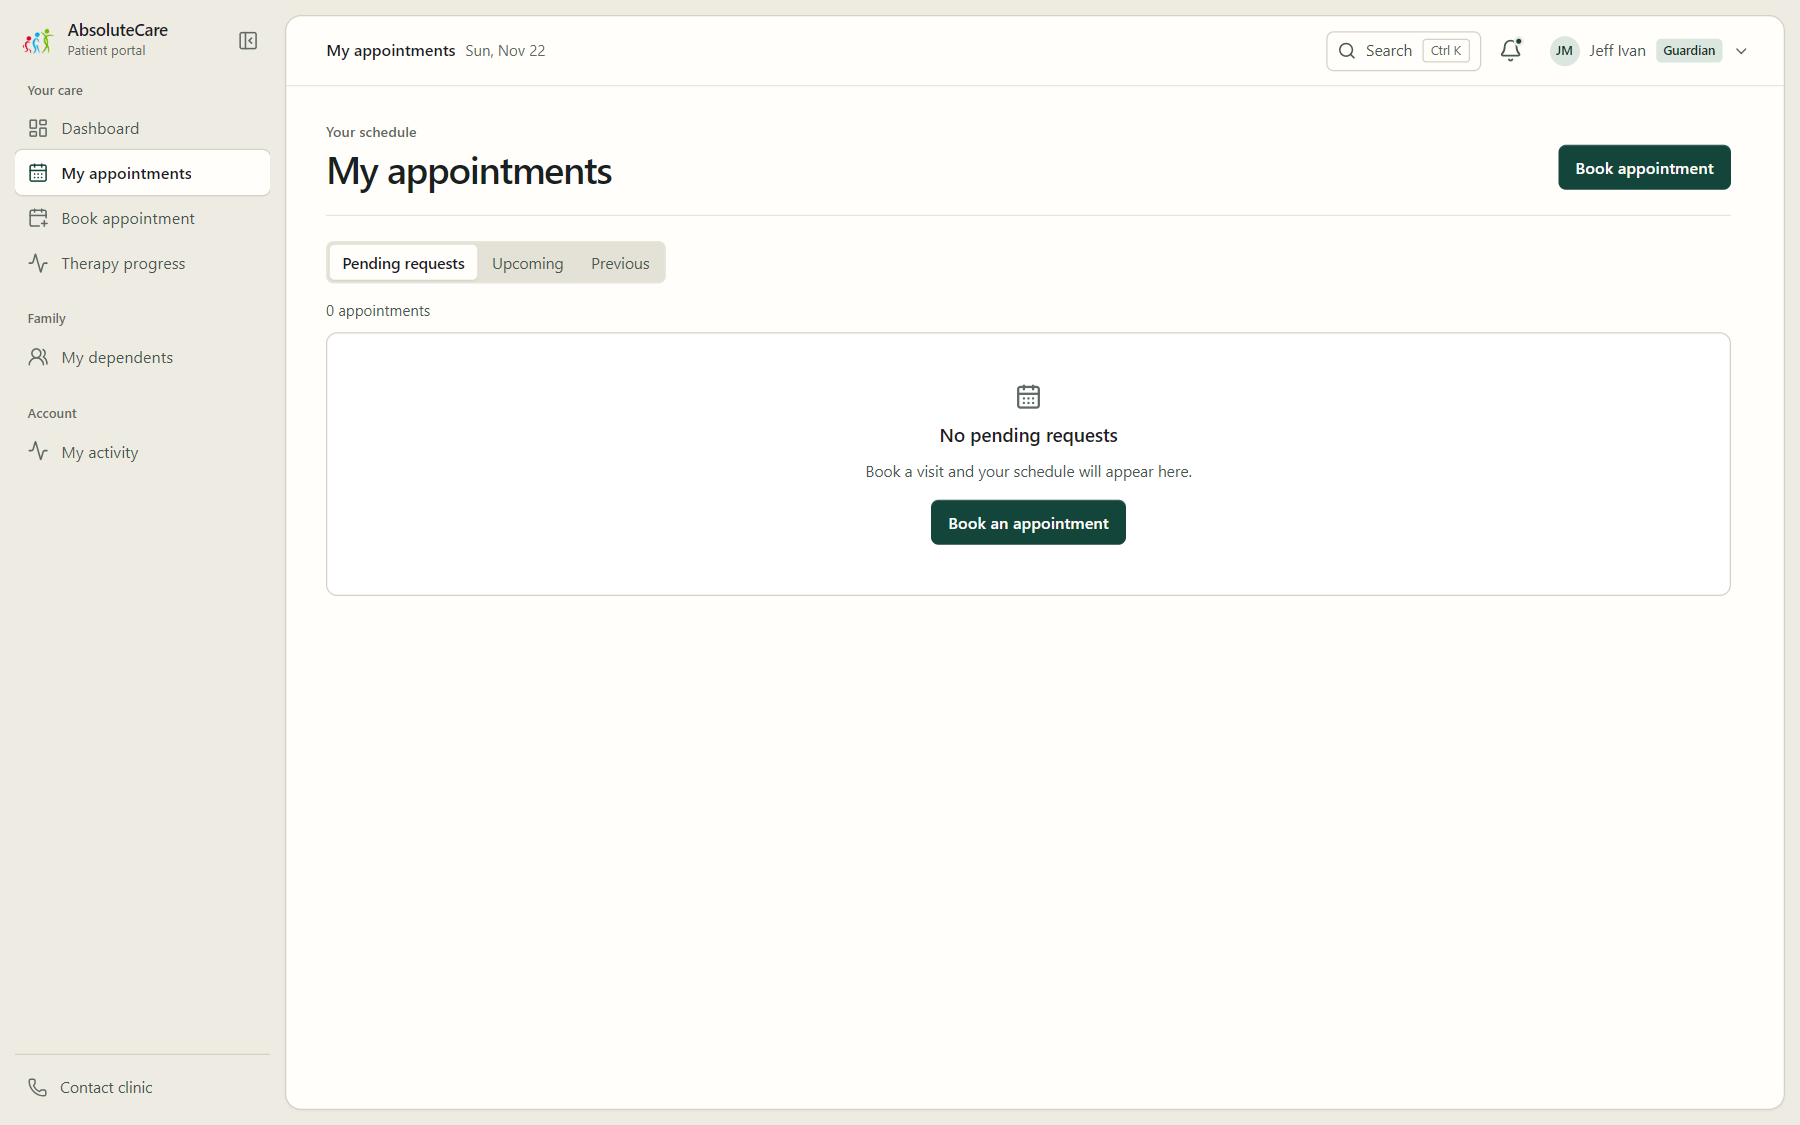 AbsoluteCare
Patient portal
Your care
Dashboard
My appointments
Book appointment
Therapy progress
Family
My dependents
Account
My activity
Contact clinic
My appointments Sun, Nov 22
Search Ctrl K
JM Jeff Ivan Guardian
Your schedule
My appointments
Book appointment
Pending requests Upcoming Previous
0 appointments
No pending requests
Book a visit and your schedule will appear here.
Book an appointment